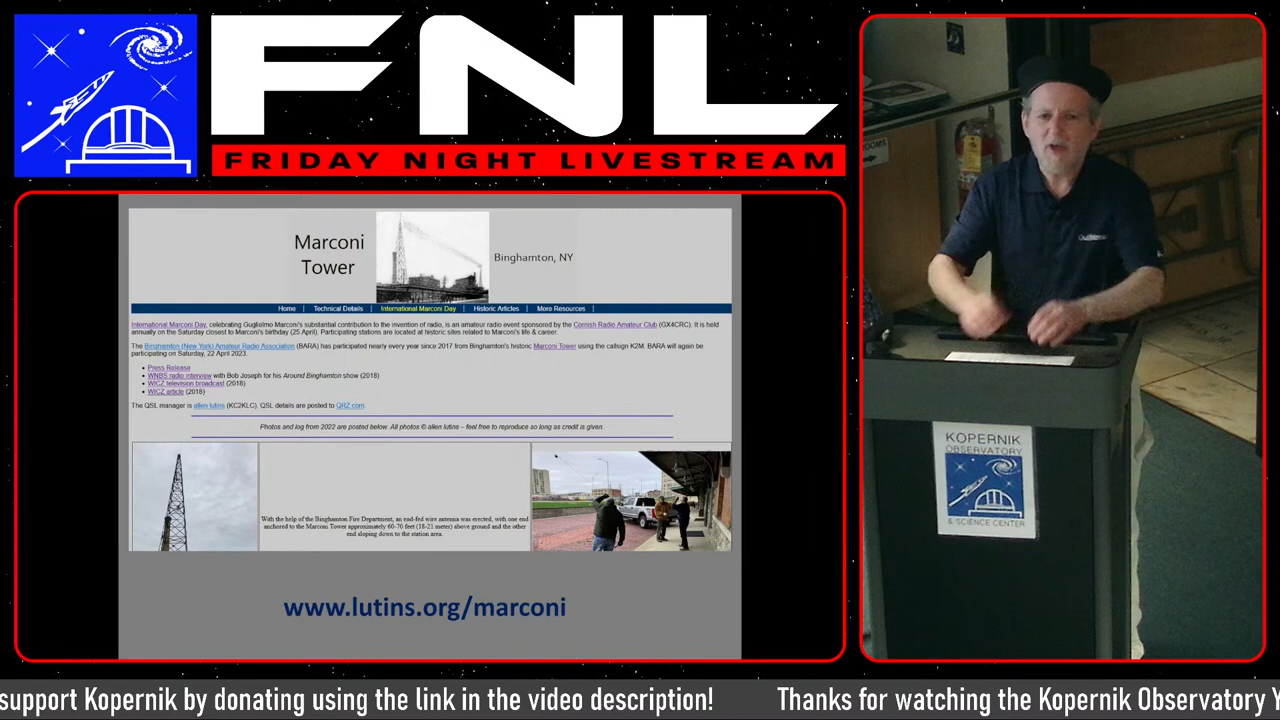 FNL
FRIDAY NIGHT LIVESTREAM
Marconi
Tower
Binghamton, NY
Home | Technical Details | International Marconi Day | Historic Articles | More Resources |
International Marconi Day, celebrating Guglielmo Marconi's substantial contribution to the invention of radio, is an amateur radio event sponsored by the Cornish Radio Amateur Club (GX4CRC). It is held
annually on the Saturday closest to Marconi's birthday (25 April). Participating stations are located at historic sites related to Marconi's life & career.
The Binghamton (New York) Amateur Radio Association (BARA) has participated nearly every year since 2017 from Binghamton's historic Marconi Tower using the callsign K2M. BARA will again be
participating on Saturday, 22 April 2023.
• Press Release
• WNBS radio interview with Bob Joseph for his Around Binghamton show (2018)
• WICZ television broadcast (2018)
• WICZ article (2018)
The QSL manager is allen lutins (KC2KLC). QSL details are posted to QRZ.com.
Photos and log from 2022 are posted below. All photos © allen lutins – feel free to reproduce so long as credit is given.
With the help of the Binghamton Fire Department, an end-fed wire antenna was erected, with one end
anchored to the Marconi Tower approximately 60-70 feet (18-21 meter) above ground and the other
end sloping down to the station area.
www.lutins.org/marconi
ROOMS
KOPERNIK
OBSERVATORY
& SCIENCE CENTER
support Kopernik by donating using the link in the video description! Thanks for watching the Kopernik Observatory Y